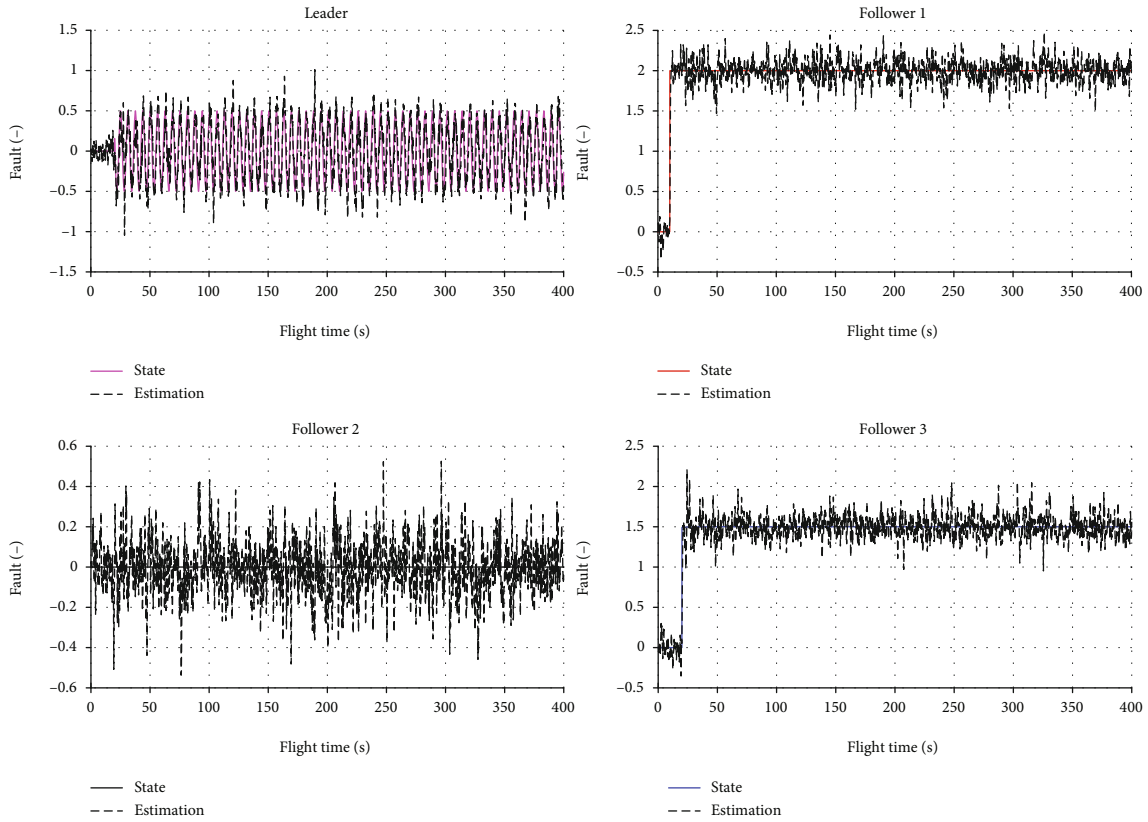 Leader
1.5
1
0.5
0
–0.5
–1
–1.5
Fault (–)
0 50 100 150 200 250 300 350 400
Flight time (s)
State
Estimation
Follower 1
2.5
2
1.5
1
0.5
0
–0.5
Fault (–)
0 50 100 150 200 250 300 350 400
Flight time (s)
State
Estimation
Follower 2
0.6
0.4
0.2
0
–0.2
–0.4
–0.6
Fault (–)
0 50 100 150 200 250 300 350 400
Flight time (s)
State
Estimation
Follower 3
2.5
2
1.5
1
0.5
0
–0.5
Fault (–)
0 50 100 150 200 250 300 350 400
Flight time (s)
State
Estimation